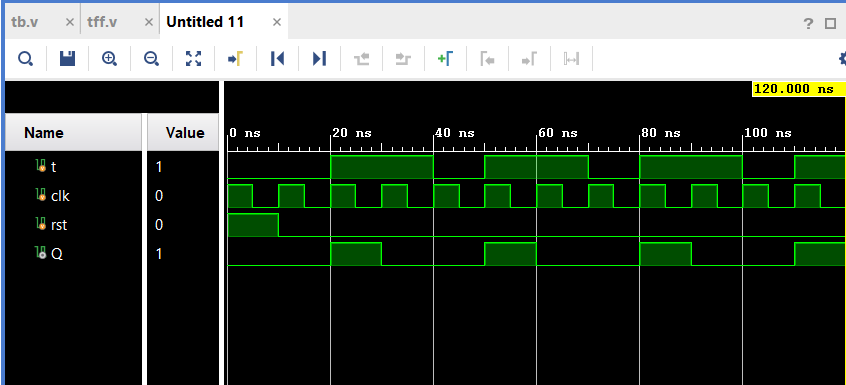 tb.v × tff.v × Untitled 11 × ?
120.000 ns
Name Value 0 ns 20 ns 40 ns 60 ns 80 ns 100 ns
t 1
clk 0
rst 0
Q 1